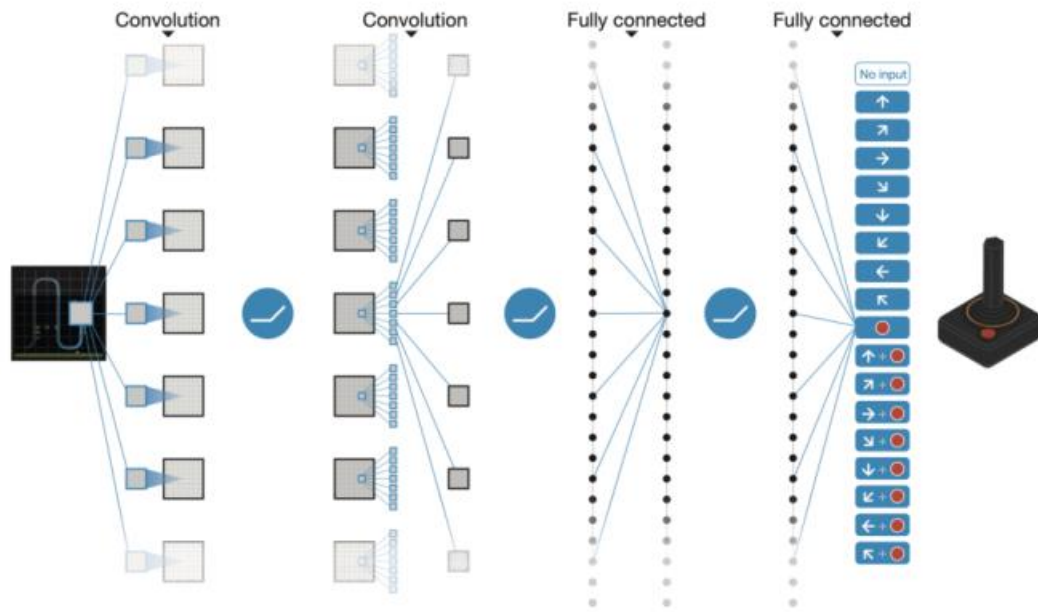 Convolution
Convolution
Fully connected
Fully connected
No input
+
+
+
+
+
+
+
+